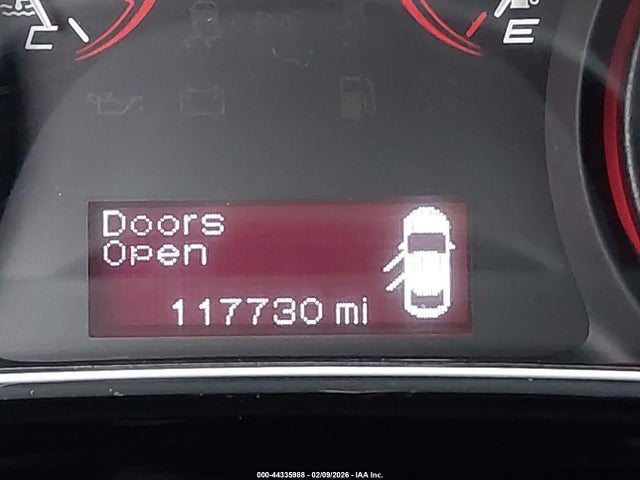 C
E
Doors
Open
117730 mi
000-44335988 - 02/09/2026 - IAA Inc.